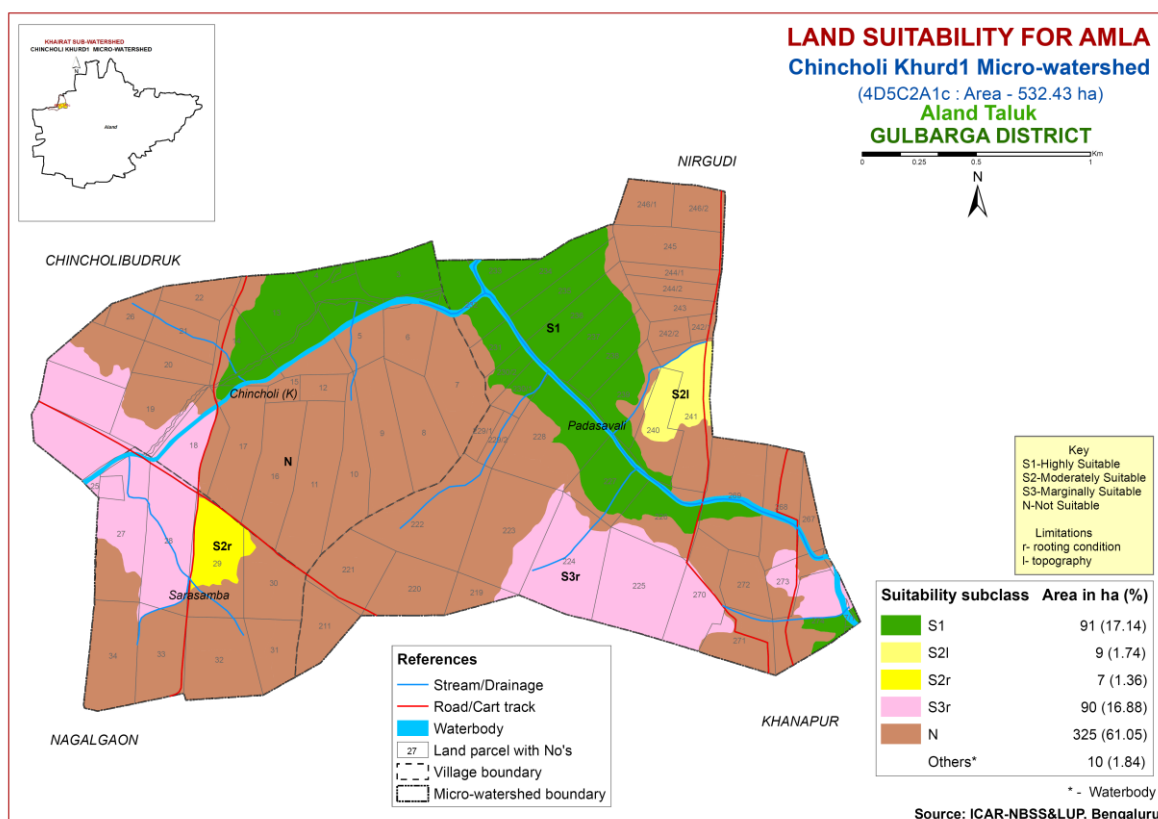 KHAIRAT SUB-WATERSHED
CHINCHOLI KHURD1 MICRO-WATERSHED
N
Aland
LAND SUITABILITY FOR AMLA
Chincholi Khurd1 Micro-watershed
(4D5C2A1c : Area - 532.43 ha)
Aland Taluk
GULBARGA DISTRICT
0 0.25 0.5 1 Km
N
NIRGUDI
CHINCHOLIBUDRUK
246/1 246/2
245
244/1
244/2
243
242/2
22
26
21
20
19
S1
5
8
7
15
12
Chincholi (K)
S2l
241
240
Padasavali
229/1
229/2
228
18
17
N
16
11
10
9
8
25
27
28
S2r
29
30
Sarasamba
222
223
224
S3r
225
221
220
219
270
272
273
271
267
268
211
34
33
32
31
NAGALGAON
KHANAPUR
Key
S1-Highly Suitable
S2-Moderately Suitable
S3-Marginally Suitable
N-Not Suitable
Limitations
r- rooting condition
l- topography
Suitability subclass Area in ha (%)
S1 91 (17.14)
S2l 9 (1.74)
S2r 7 (1.36)
S3r 90 (16.88)
N 325 (61.05)
Others* 10 (1.84)
* - Waterbody
Source: ICAR-NBSS&LUP, Bengaluru
References
Stream/Drainage
Road/Cart track
Waterbody
27 Land parcel with No's
Village boundary
Micro-watershed boundary